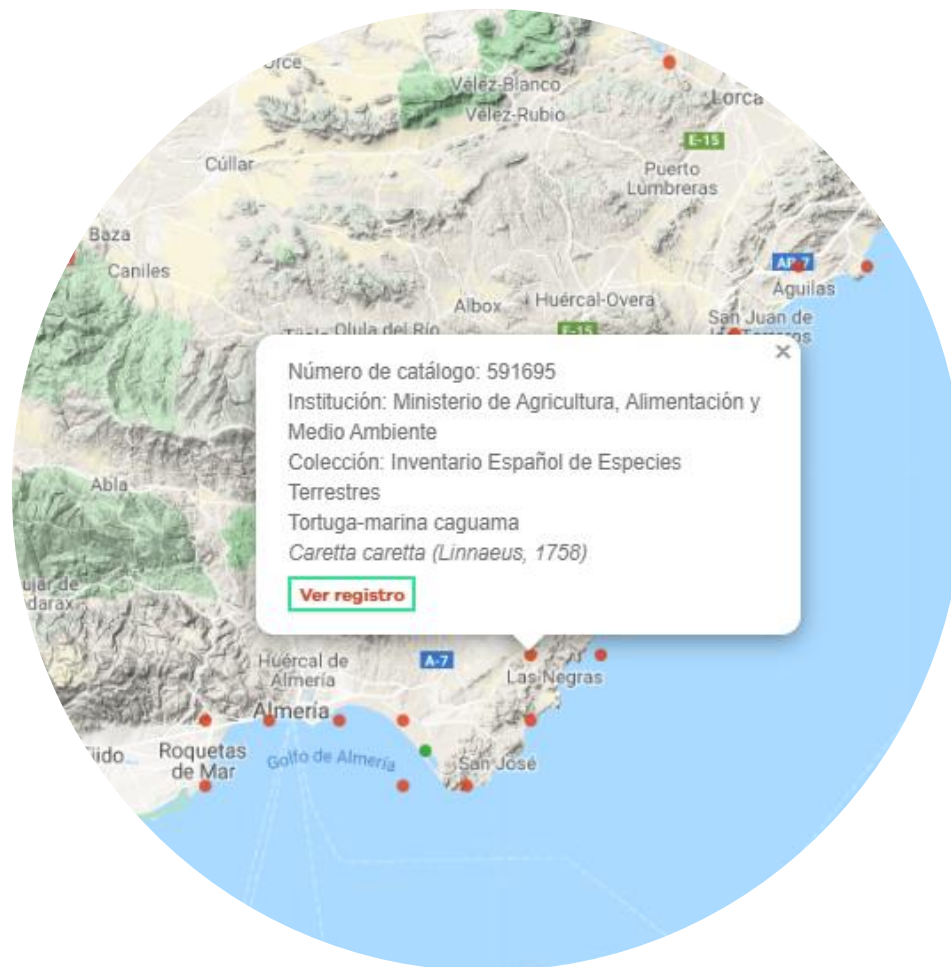 Orce
Vélez-Blanco
Lorca
Vélez-Rubio
E-15
Cúllar
Puerto
Lumbreras
Baza
Caniles
AP-7
Águilas
Albox
Huércal-Overa
San Juan de
Olula del Río
E-15
Número de catálogo: 591695
Institución: Ministerio de Agricultura, Alimentación y
Medio Ambiente
Colección: Inventario Español de Especies
Terrestres
Tortuga-marina caguama
Caretta caretta (Linnaeus, 1758)
Ver registro
Abla
Huércal de
Almería
A-7
Las Negras
Almería
Roquetas
de Mar
Golfo de Almería
San José